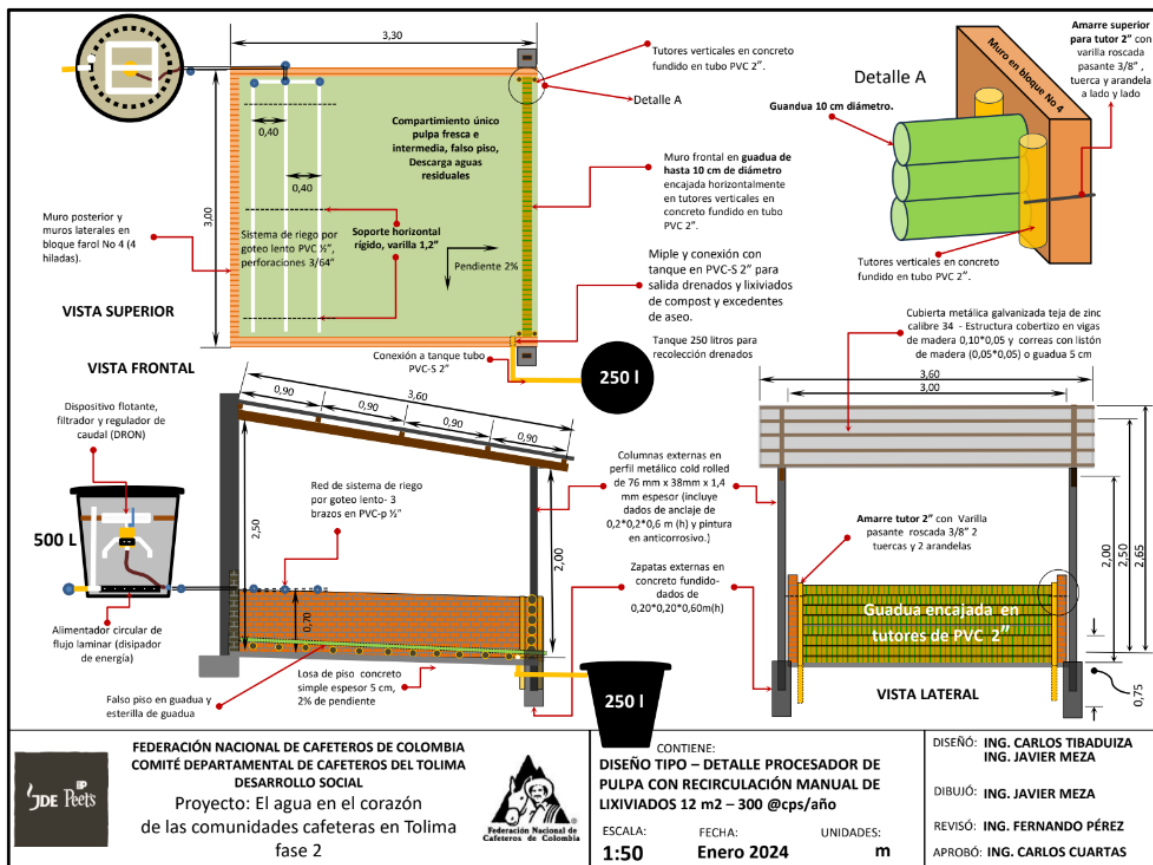 3,30
Tutores verticales en concreto
fundido en tubo PVC 2”.
Detalle A
0,40
0,40
3,00
Compartimiento único
pulpa fresca e
intermedia, falso piso,
Descarga aguas
residuales
Muro posterior y
muros laterales en
bloque farol No 4 (4
hiladas).
Sistema de riego por
goteo lento PVC ½”,
perforaciones 3/64”
Soporte horizontal
rígido, varilla 1,2”
Pendiente 2%
Muro frontal en guadua de
hasta 10 cm de diámetro
encajada horizontalmente
en tutores verticales en
concreto fundido en tubo
PVC 2”.
Miple y conexión con
tanque en PVC-S 2” para
salida drenados y lixiviados
de compost y excedentes
de aseo.
Tanque 250 litros para
recolección drenados
Conexión a tanque tubo
PVC-S 2”
250 l
VISTA SUPERIOR
Detalle A
Guandua 10 cm diámetro.
Muro en bloque No 4
Amarre superior
para tutor 2” con
varilla roscada
pasante 3/8” ,
tuerca y arandela
a lado y lado
Tutores verticales en concreto
fundido en tubo PVC 2”.
VISTA FRONTAL
Dispositivo flotante,
filtrador y regulador de
caudal (DRON)
500 L
Alimentador circular de
flujo laminar (disipador
de energía)
Red de sistema de riego
por goteo lento- 3
brazos en PVC-p ½”
3,60
0,90
0,90
0,90
0,90
2,50
2,00
0,70
Falso piso en guadua y
esterilla de guadua
Losa de piso concreto
simple espesor 5 cm,
2% de pendiente
250 l
Columnas externas en
perfil metálico cold rolled
de 76 mm x 38mm x 1,4
mm espesor (incluye
dados de anclaje de
0,2*0,2*0,6 m (h) y pintura
en anticorrosivo.)
Zapatas externas en
concreto fundido-
dados de
0,20*0,20*0,60m(h)
Cubierta metálica galvanizada teja de zinc
calibre 34 - Estructura cobertizo en vigas
de madera 0,10*0,05 y correas con listón
de madera (0,05*0,05) o guadua 5 cm
3,60
3,00
Amarre tutor 2” con Varilla
pasante roscada 3/8” 2
tuercas y 2 arandelas
Guadua encajada en
tutores de PVC 2”
2,00
2,50
2,65
0,75
VISTA LATERAL
JDE Peet's
FEDERACIÓN NACIONAL DE CAFETEROS DE COLOMBIA
COMITÉ DEPARTAMENTAL DE CAFETEROS DEL TOLIMA
DESARROLLO SOCIAL
Proyecto: El agua en el corazón
de las comunidades cafeteras en Tolima
fase 2
Federación Nacional de
Cafeteros de Colombia
CONTIENE:
DISEÑO TIPO – DETALLE PROCESADOR DE
PULPA CON RECIRCULACIÓN MANUAL DE
LIXIVIADOS 12 m2 – 300 @cps/año
ESCALA: FECHA: UNIDADES:
1:50 Enero 2024 m
DISEÑÓ: ING. CARLOS TIBADUIZA
ING. JAVIER MEZA
DIBUJÓ: ING. JAVIER MEZA
REVISÓ: ING. FERNANDO PÉREZ
APROBÓ: ING. CARLOS CUARTAS